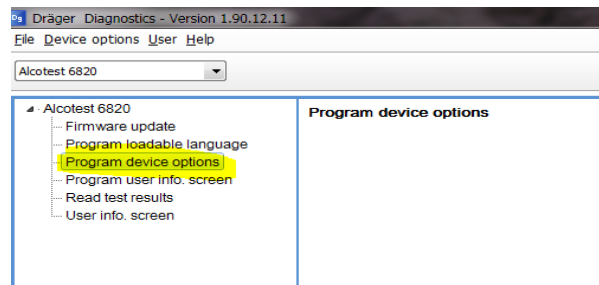 Ds Dräger Diagnostics - Version 1.90.12.11
File Device options User Help
Alcotest 6820
Alcotest 6820
Firmware update
Program loadable language
Program device options
Program user info. screen
Read test results
User info. screen
Program device options